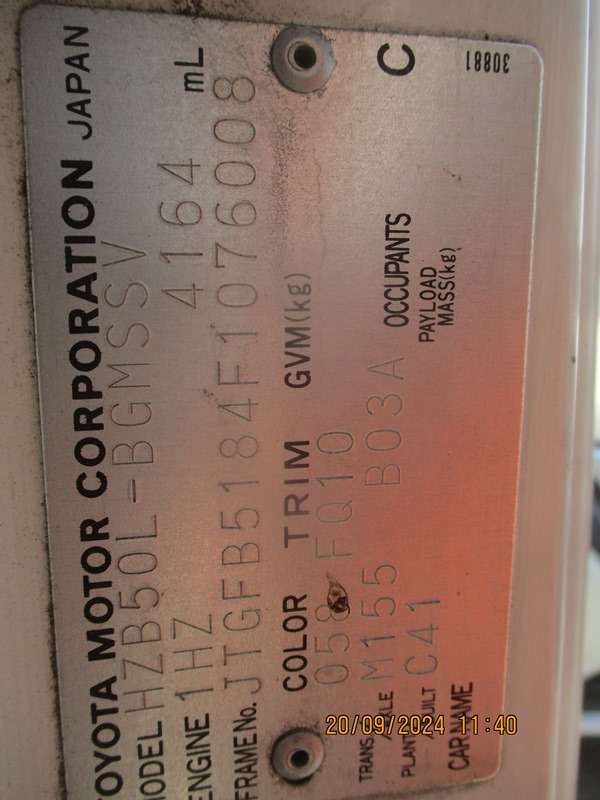 TOYOTA MOTOR CORPORATION JAPAN
MODEL HZB50L-BGMSSV
ENGINE 1HZ 4164 mL
FRAME No. JTGFB5184F1076008
COLOR TRIM GVM(kg)
058 FQ10
TRANS./AXLE M155 B03A OCCUPANTS
PLANT/BUILT C41 PAYLOAD MASS(kg)
CAR NAME
C
30881
20/09/2024 11:40